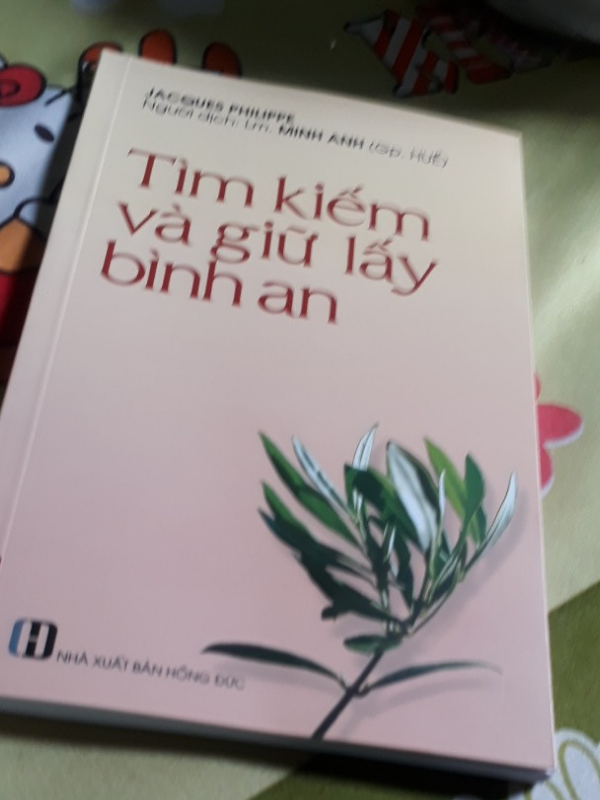 JACQUES PHILIPPE
Người dịch: Lm. MINH ANH (Gp. HUẾ)
Tìm kiếm
và giữ lấy
bình an
NHÀ XUẤT BẢN HỒNG ĐỨC